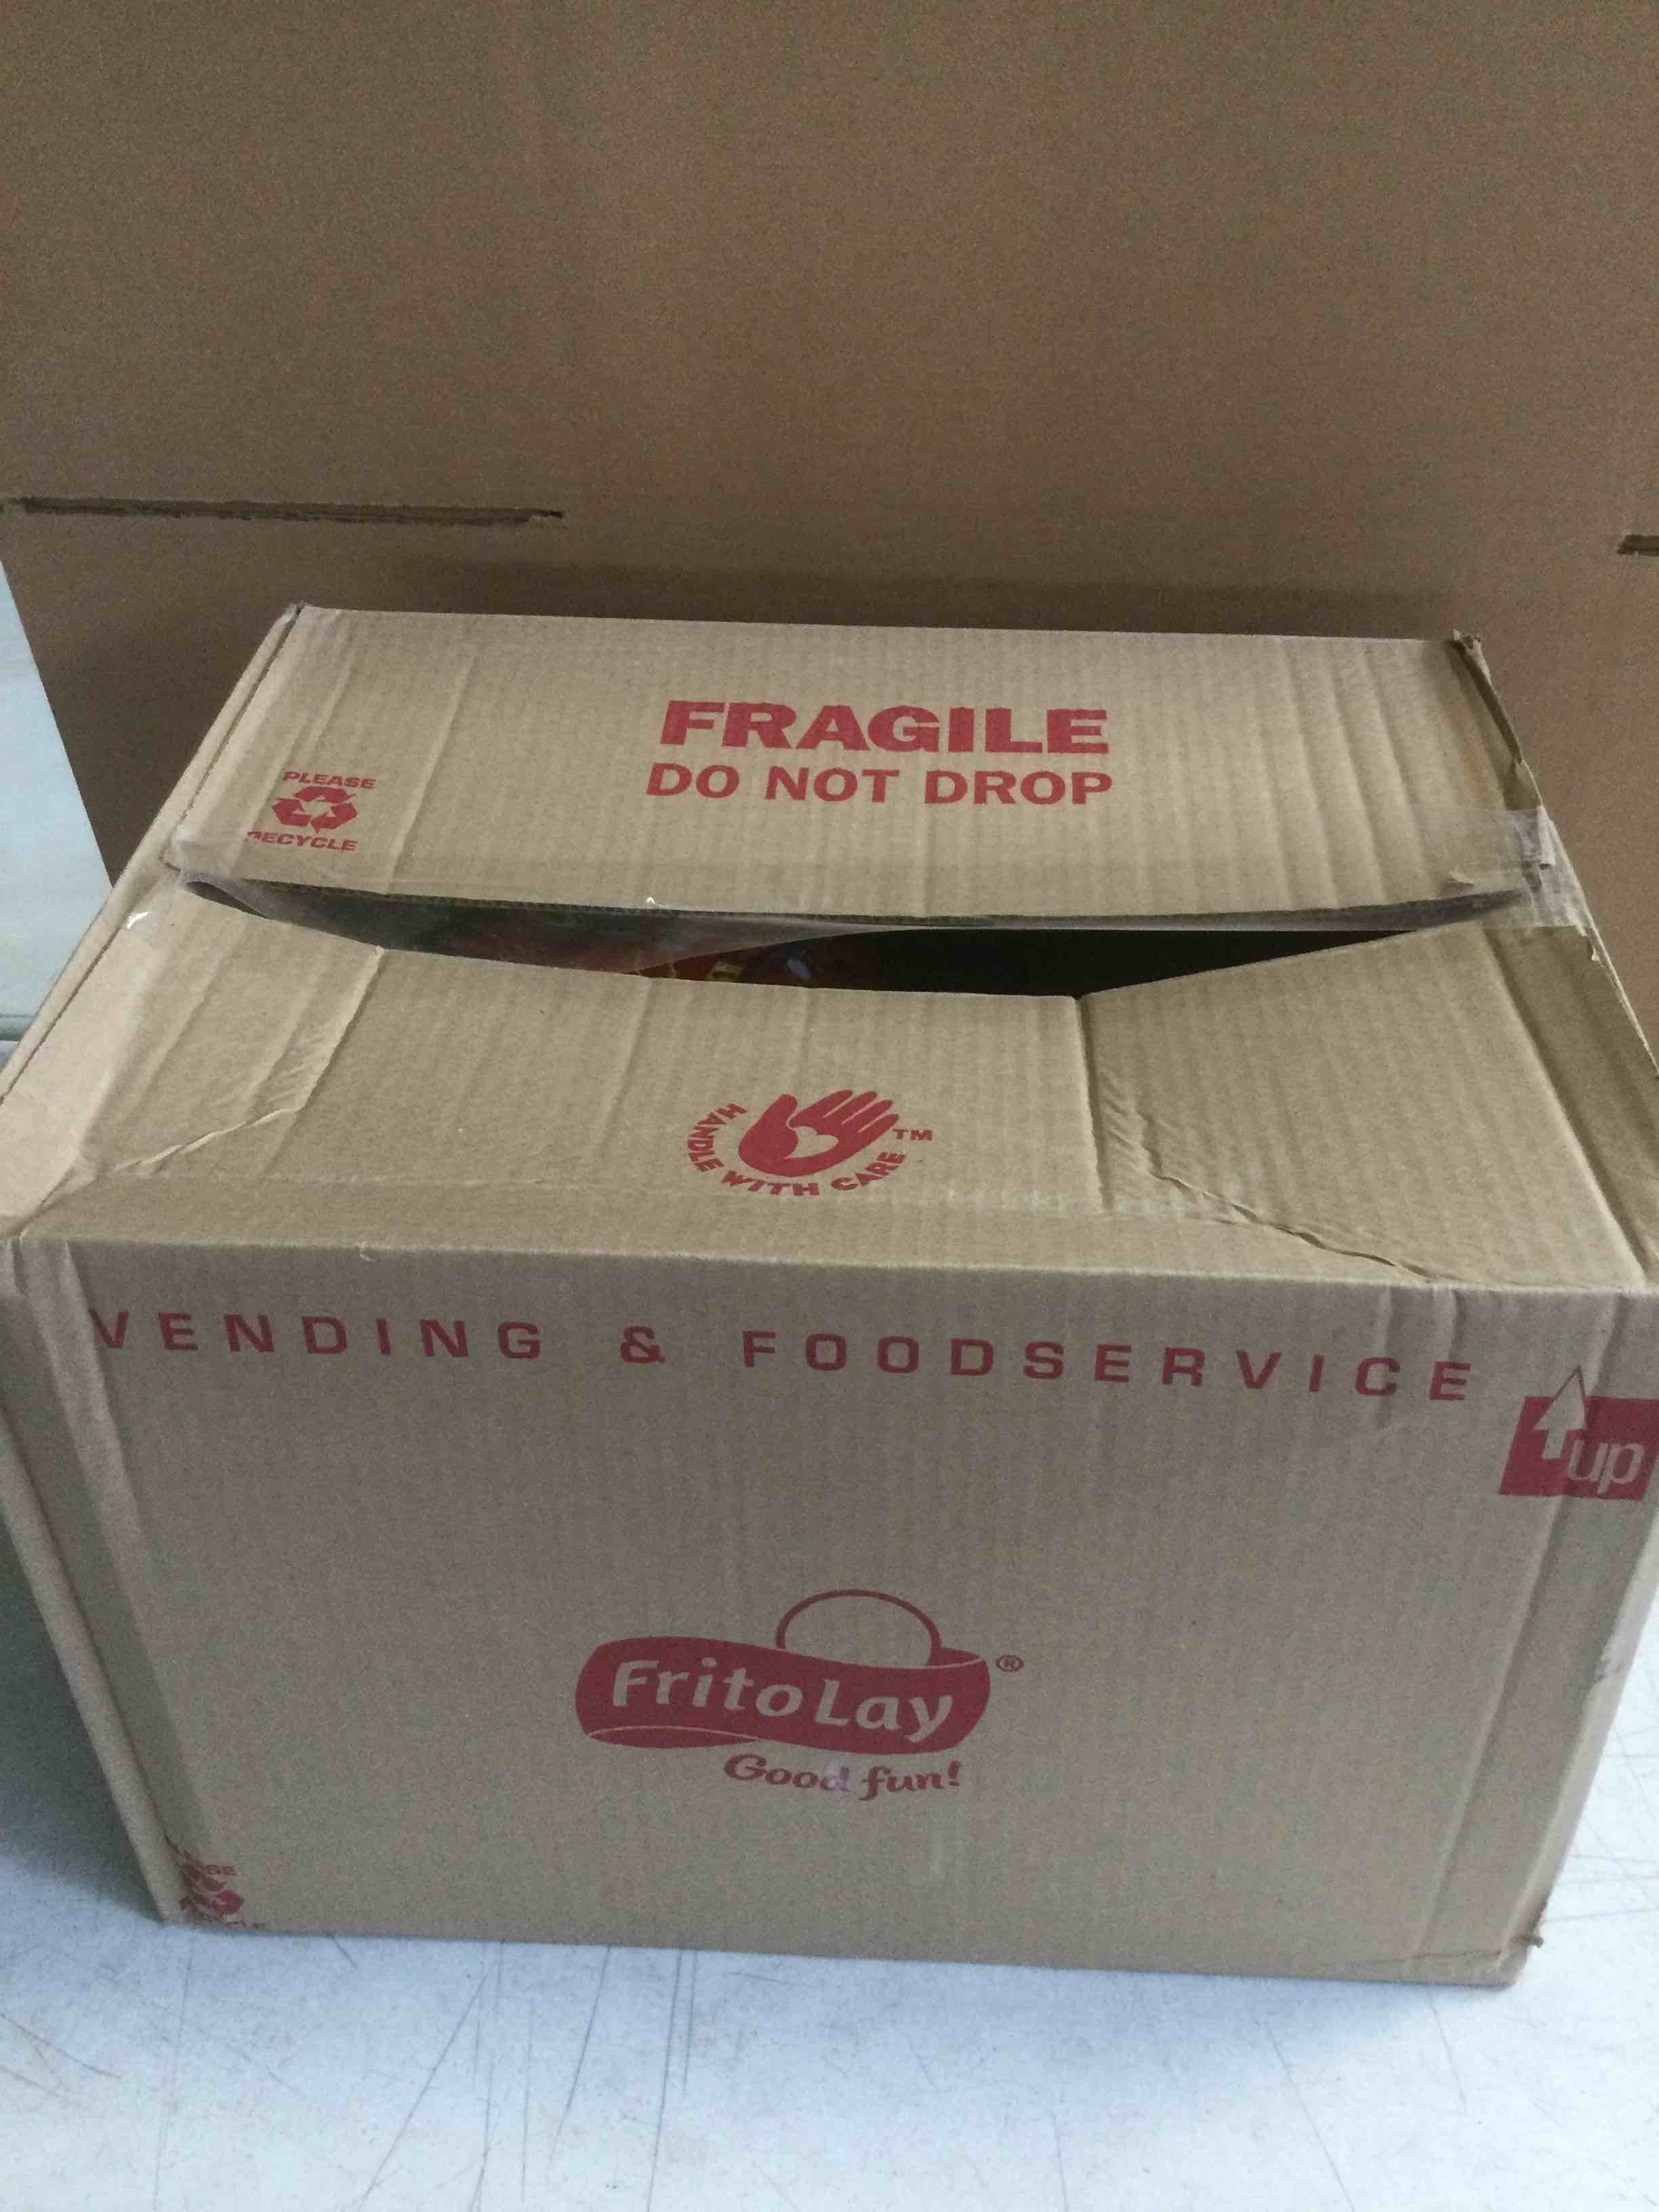 FRAGILE
DO NOT DROP
PLEASE
RECYCLE
HANDLE WITH CARE TM
VENDING & FOODSERVICE
up
FritoLay ®
Good fun!